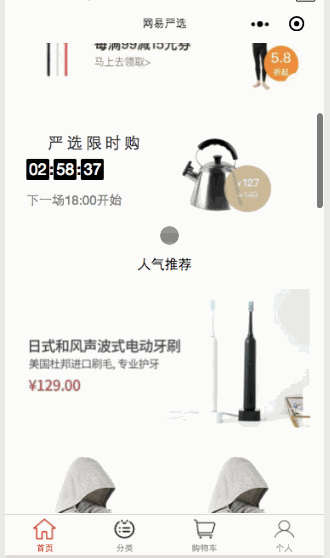 网易严选
每满99减15元券
马上去领取>
5.8
折起
严选限时购
02:58:37
¥127
¥149
下一场18:00开始
人气推荐
日式和风声波式电动牙刷
美国杜邦进口刷毛, 专业护牙
¥129.00
首页
分类
购物车
个人